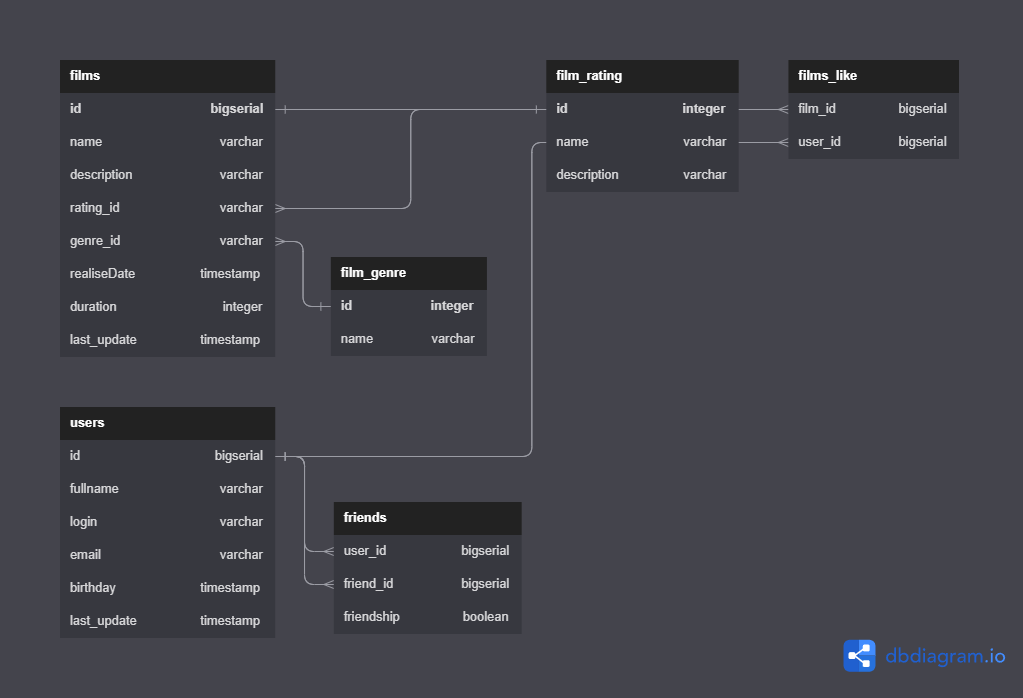 films
id bigserial
name varchar
description varchar
rating_id varchar
genre_id varchar
realiseDate timestamp
duration integer
last_update timestamp
film_rating
id integer
name varchar
description varchar
films_like
film_id bigserial
user_id bigserial
film_genre
id integer
name varchar
users
id bigserial
fullname varchar
login varchar
email varchar
birthday timestamp
last_update timestamp
friends
user_id bigserial
friend_id bigserial
friendship boolean
dbdiagram.io